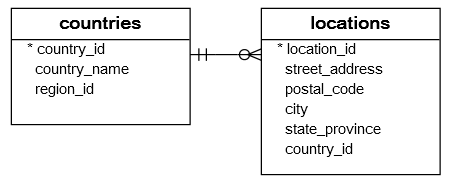 countries
* country_id
country_name
region_id
locations
* location_id
street_address
postal_code
city
state_province
country_id